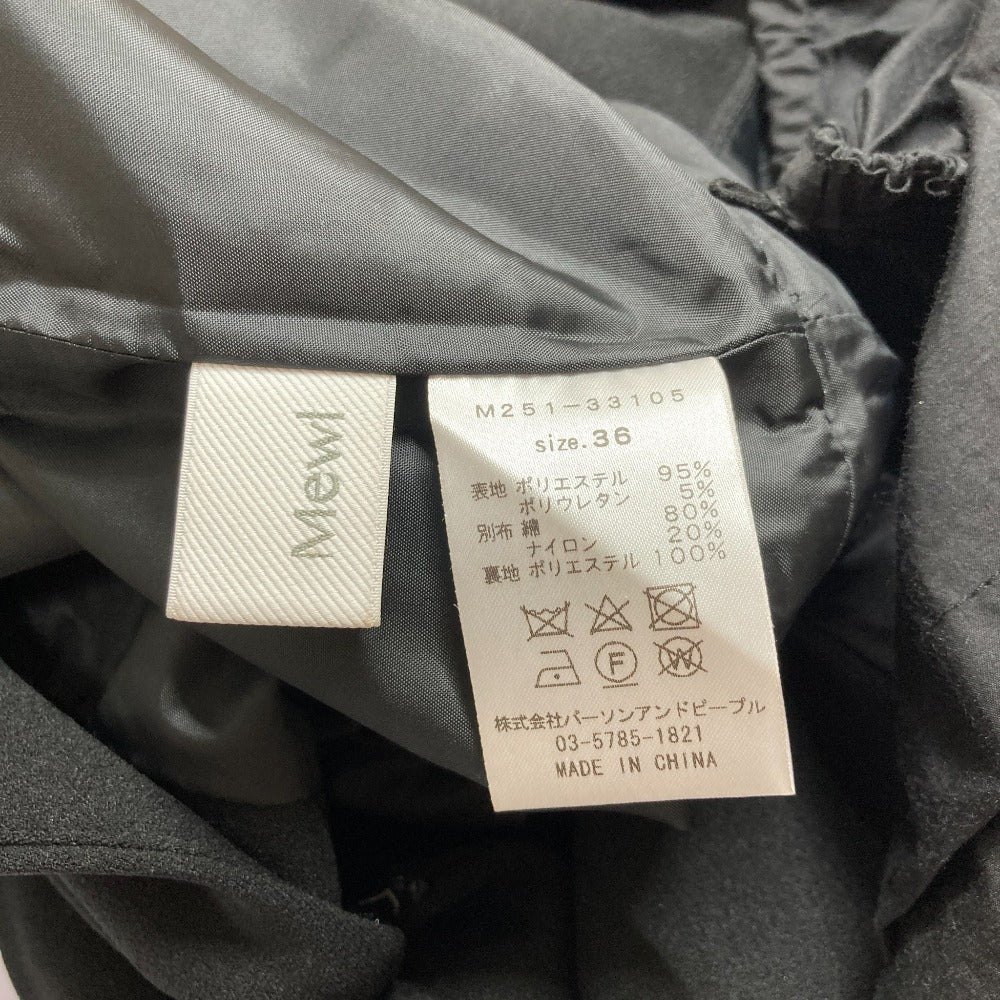 Mewl
M251-33105
size.36
表地 ポリエステル 95%
ポリウレタン 5%
別布 綿 80%
ナイロン 20%
裏地 ポリエステル 100%
F
W
株式会社パーソンアンドピープル
03-5785-1821
MADE IN CHINA